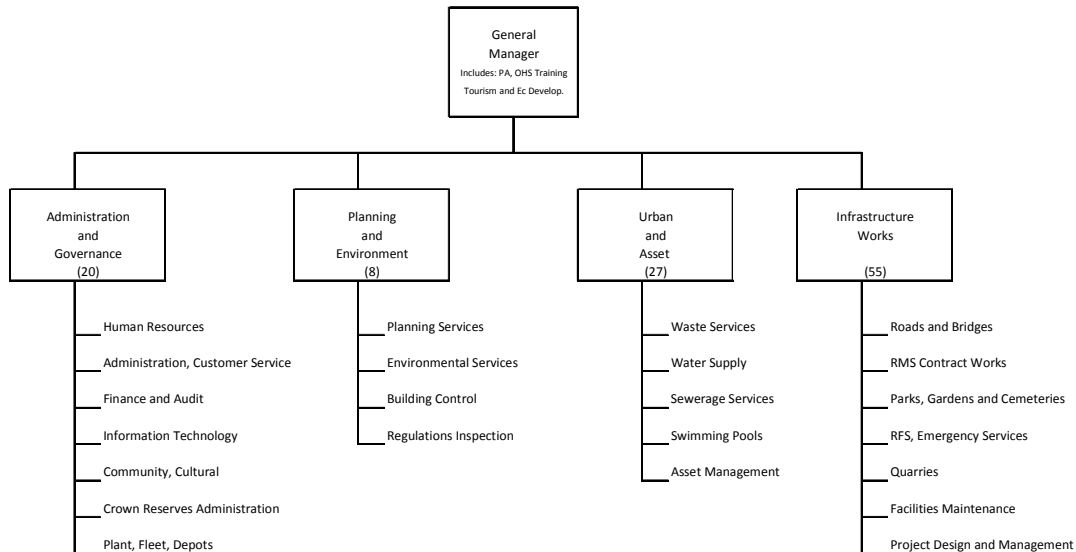 General
Manager
Includes: PA, OHS Training
Tourism and Ec Develop.
Administration
and
Governance
(20)
Planning
and
Environment
(8)
Urban
and
Asset
(27)
Infrastructure
Works
(55)
Human Resources
Administration, Customer Service
Finance and Audit
Information Technology
Community, Cultural
Crown Reserves Administration
Plant, Fleet, Depots
Planning Services
Environmental Services
Building Control
Regulations Inspection
Waste Services
Water Supply
Sewerage Services
Swimming Pools
Asset Management
Roads and Bridges
RMS Contract Works
Parks, Gardens and Cemeteries
RFS, Emergency Services
Quarries
Facilities Maintenance
Project Design and Management